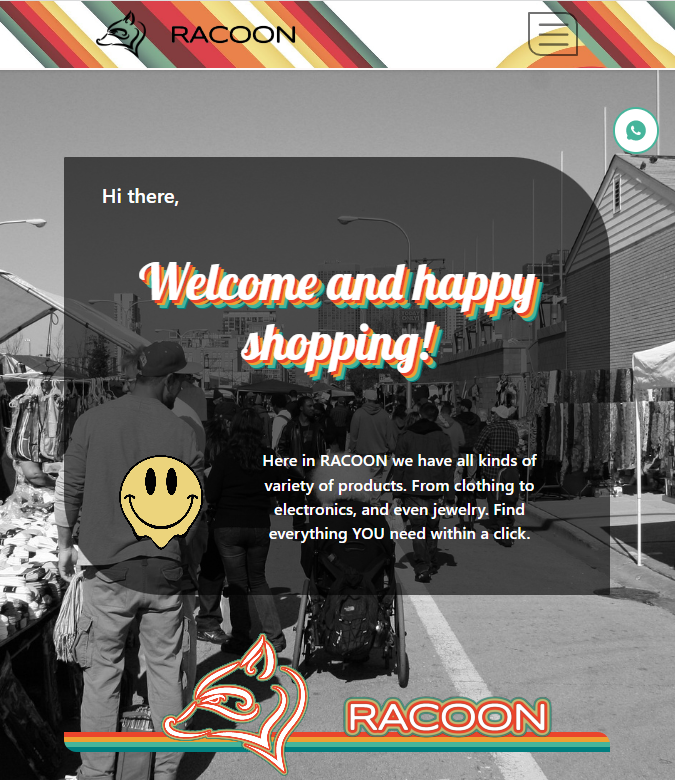 RACOON
Hi there,
Welcome and happy
shopping!
Here in RACOON we have all kinds of
variety of products. From clothing to
electronics, and even jewelry. Find
everything YOU need within a click.
RACOON